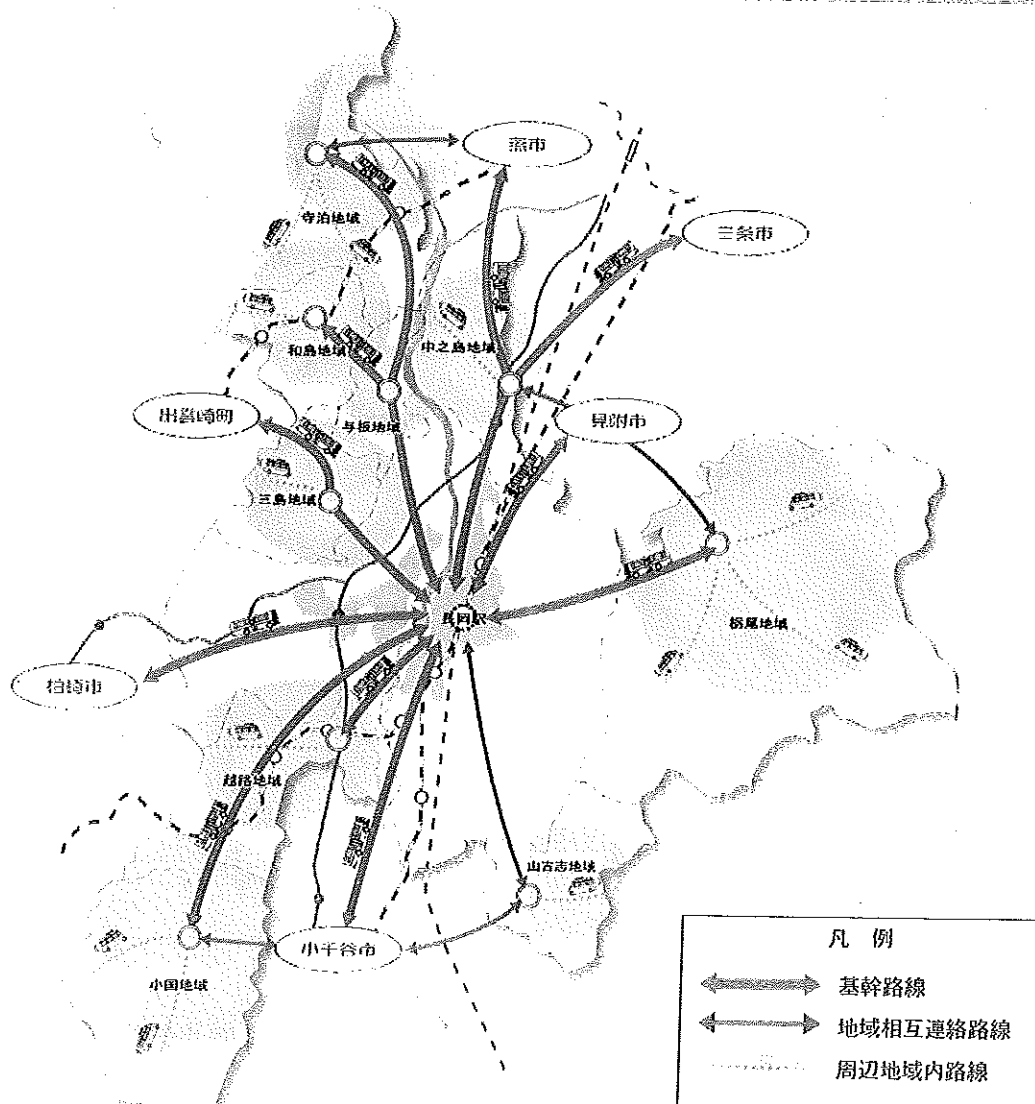 燕市
寺泊地域
三条市
和島地域
中之島地域
出雲崎町
与板地域
見附市
三島地域
長岡駅
栃尾地域
柏崎市
越路地域
山古志地域
小千谷市
小国地域
凡 例
基幹路線
地域相互連絡路線
周辺地域内路線